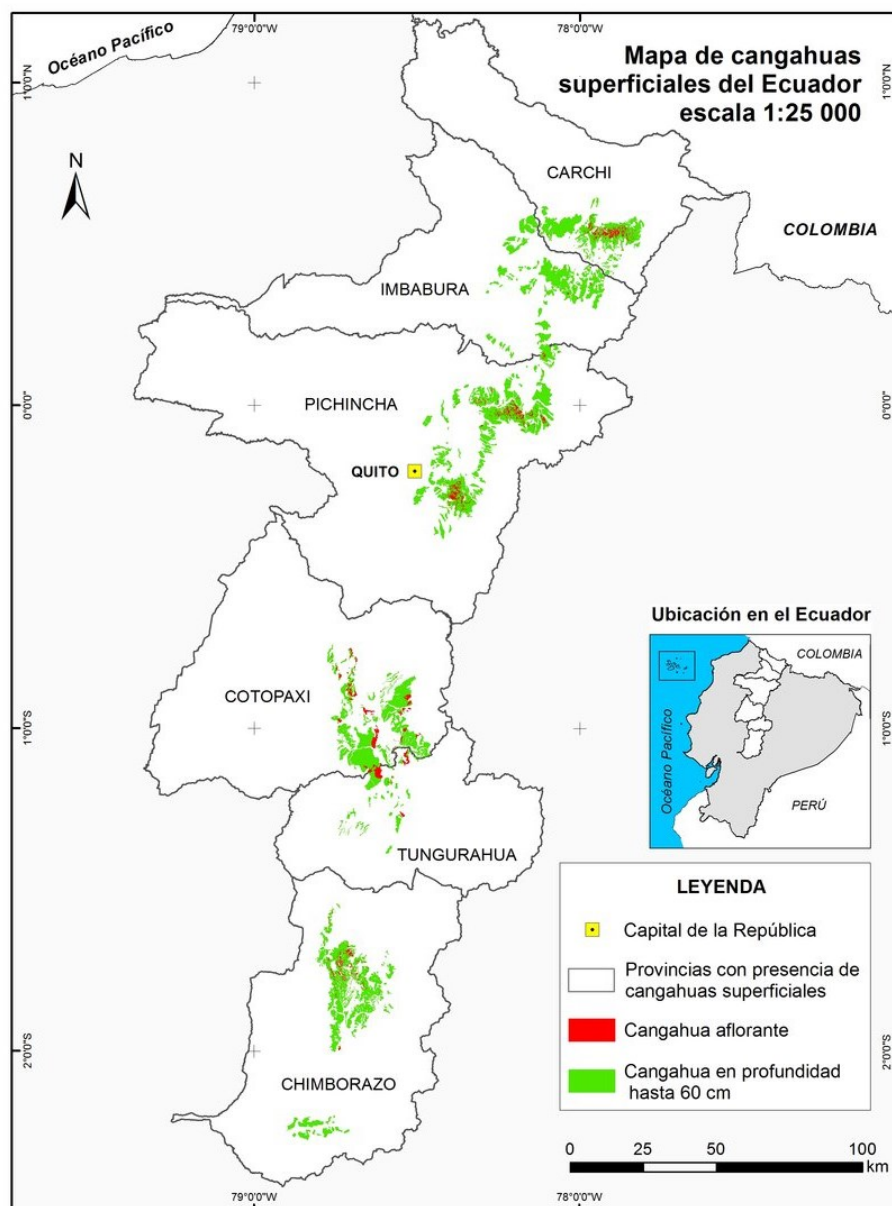 79°0'0"W
78°0'0"W
Océano Pacífico
Mapa de cangahuas
superficiales del Ecuador
escala 1:25 000
1°0'0"N
1°0'0"N
N
CARCHI
COLOMBIA
IMBABURA
PICHINCHA
0°0'0"
0°0'0"
QUITO
Ubicación en el Ecuador
COLOMBIA
Océano Pacífico
PERÚ
COTOPAXI
1°0'0"S
1°0'0"S
TUNGURAHUA
LEYENDA
Capital de la República
Provincias con presencia de
cangahuas superficiales
Cangahua aflorante
Cangahua en profundidad
hasta 60 cm
2°0'0"S
2°0'0"S
CHIMBORAZO
0 25 50 100
km
79°0'0"W
78°0'0"W